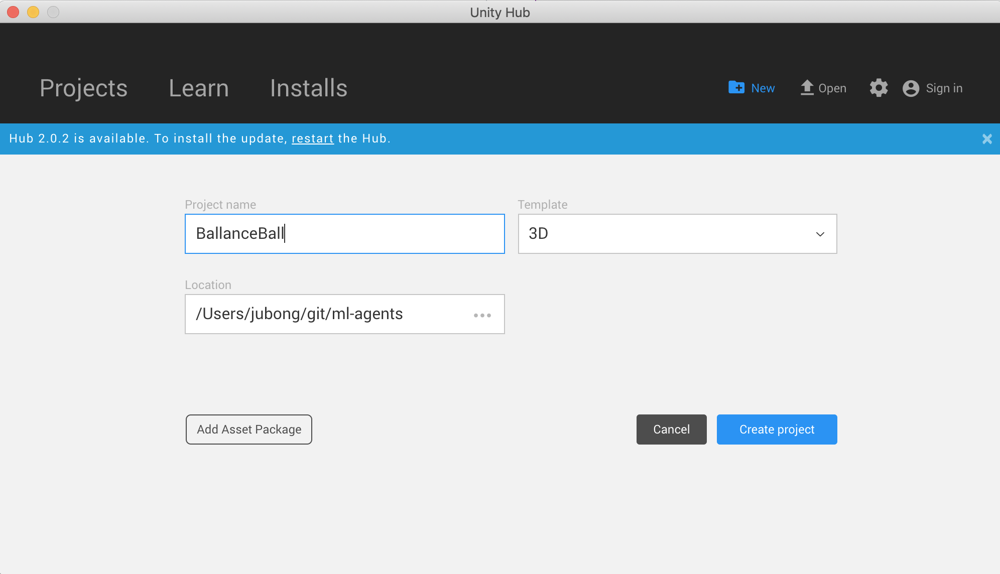 Unity Hub
Projects Learn Installs New Open Sign in
Hub 2.0.2 is available. To install the update, restart the Hub.
Project name Template
BallanceBall 3D
Location
/Users/jubong/git/ml-agents
Add Asset Package Cancel Create project